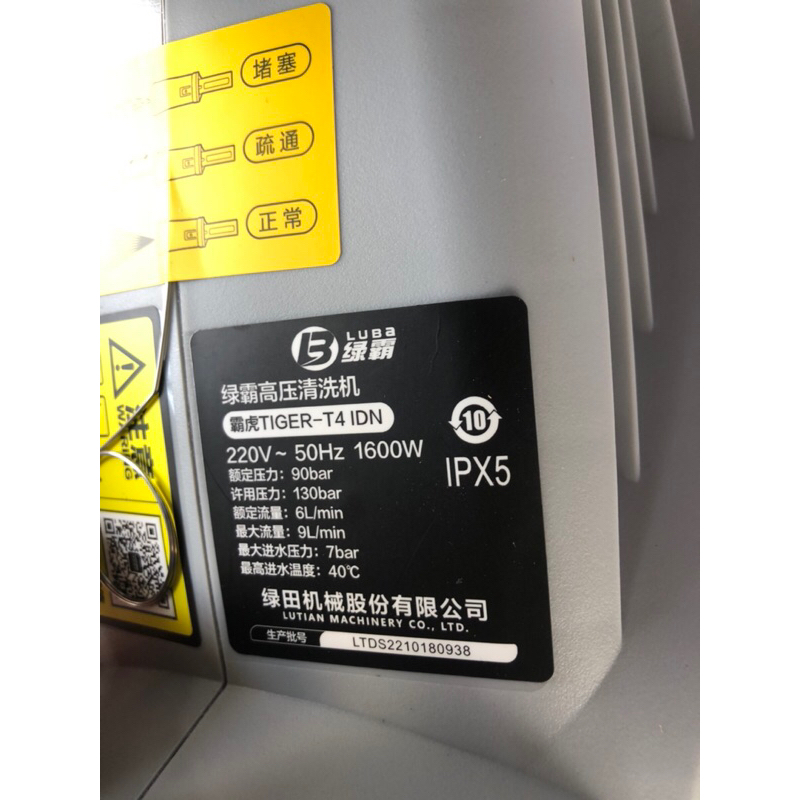 堵塞
疏通
正常
注意
WARNING
LUBa
绿霸
绿霸高压清洗机
霸虎TIGER-T4 IDN
220V~ 50Hz 1600W
额定压力：90bar
许用压力：130bar
额定流量：6L/min
最大流量：9L/min
最大进水压力：7bar
最高进水温度：40℃
10
IPX5
绿田机械股份有限公司
LUTIAN MACHINERY CO., LTD.
生产批号 LTDS2210180938